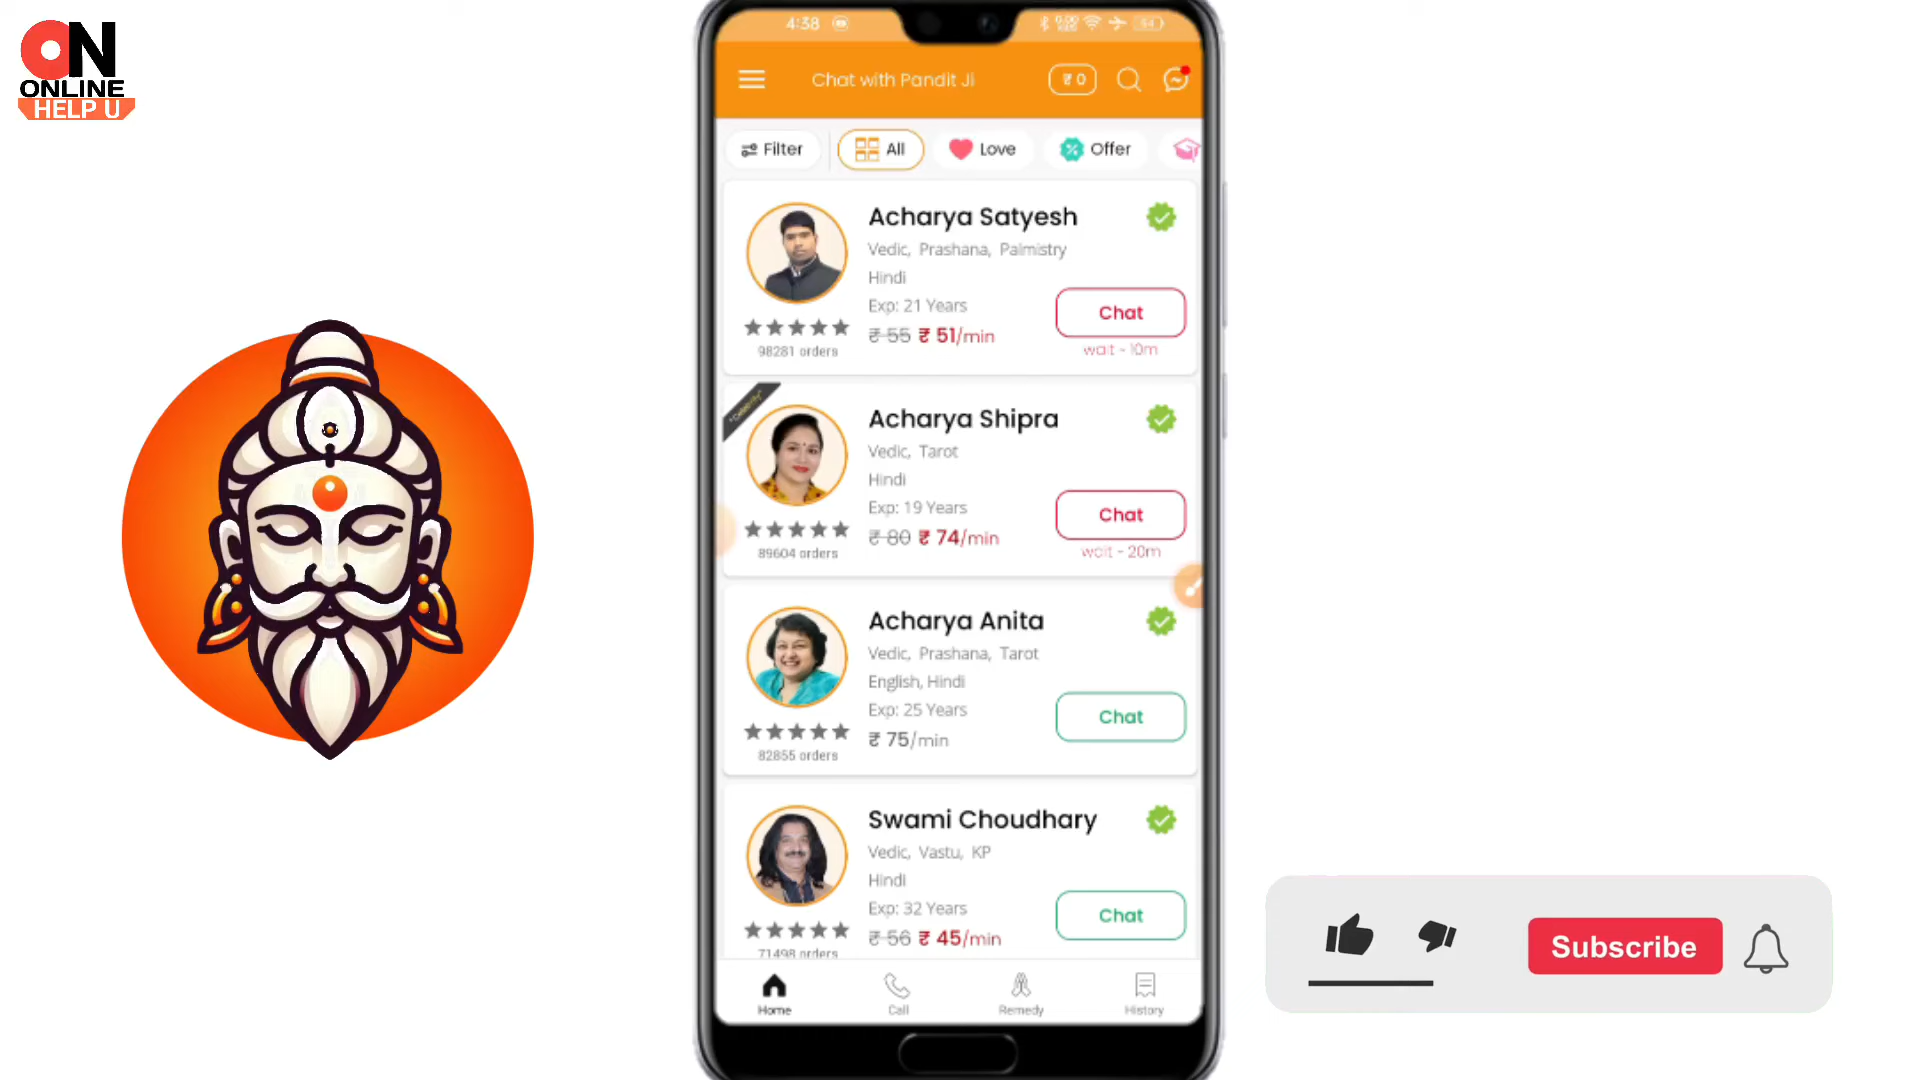 ON
ONLINE
HELP U
4:38
54
Chat with Pandit Ji
₹ 0
Filter
All
Love
Offer
Acharya Satyesh
Vedic, Prashana, Palmistry
Hindi
Exp: 21 Years
₹ 55 ₹ 51/min
98281 orders
Chat
wait - 10m
*Celebrity*
Acharya Shipra
Vedic, Tarot
Hindi
Exp: 19 Years
₹ 80 ₹ 74/min
89604 orders
Chat
wait - 20m
Acharya Anita
Vedic, Prashana, Tarot
English, Hindi
Exp: 25 Years
₹ 75/min
82855 orders
Chat
Swami Choudhary
Vedic, Vastu, KP
Hindi
Exp: 32 Years
₹ 56 ₹ 45/min
71498 orders
Chat
Home
Call
Remedy
History
Subscribe